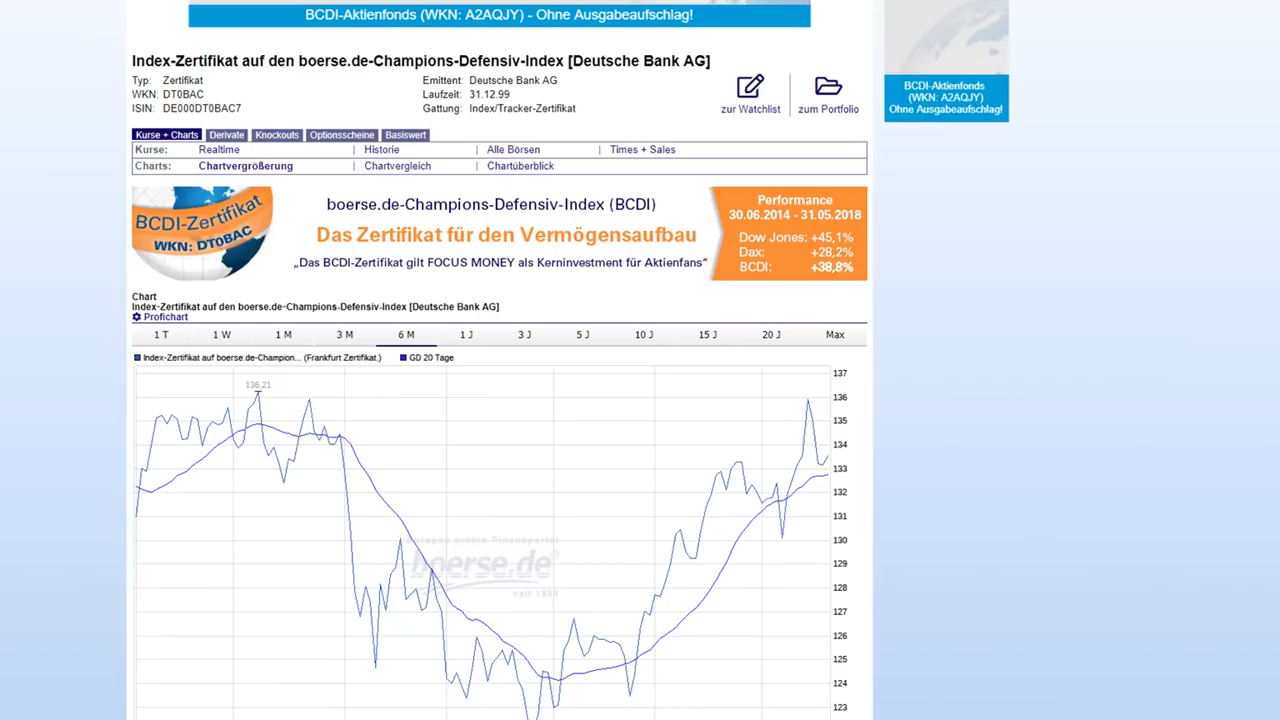 BCDI-Aktienfonds (WKN: A2AQJY) - Ohne Ausgabeaufschlag!
BCDI-Aktienfonds
(WKN: A2AQJY)
Ohne Ausgabeaufschlag!
Index-Zertifikat auf den boerse.de-Champions-Defensiv-Index [Deutsche Bank AG]
Typ: Zertifikat Emittent: Deutsche Bank AG
WKN: DT0BAC Laufzeit: 31.12.99
ISIN: DE000DT0BAC7 Gattung: Index/Tracker-Zertifikat
zur Watchlist zum Portfolio
Kurse + Charts Derivate Knockouts Optionsscheine Basiswert
Kurse: Realtime | Historie | Alle Börsen | Times + Sales
Charts: Chartvergrößerung | Chartvergleich | Chartüberblick
BCDI-Zertifikat
WKN: DT0BAC
boerse.de-Champions-Defensiv-Index (BCDI)
Das Zertifikat für den Vermögensaufbau
„Das BCDI-Zertifikat gilt FOCUS MONEY als Kerninvestment für Aktienfans“
Performance
30.06.2014 - 31.05.2018
Dow Jones: +45,1%
Dax: +28,2%
BCDI: +38,8%
Chart
Index-Zertifikat auf den boerse.de-Champions-Defensiv-Index [Deutsche Bank AG]
Profichart
1 T 1 W 1 M 3 M 6 M 1 J 3 J 5 J 10 J 15 J 20 J Max
Index-Zertifikat auf boerse.de-Champion... (Frankfurt Zertifikat.) GD 20 Tage
136,21
137
136
135
134
133
132
131
130
129
128
127
126
125
124
123
Europas erstes Finanzportal
boerse.de®
seit 1994